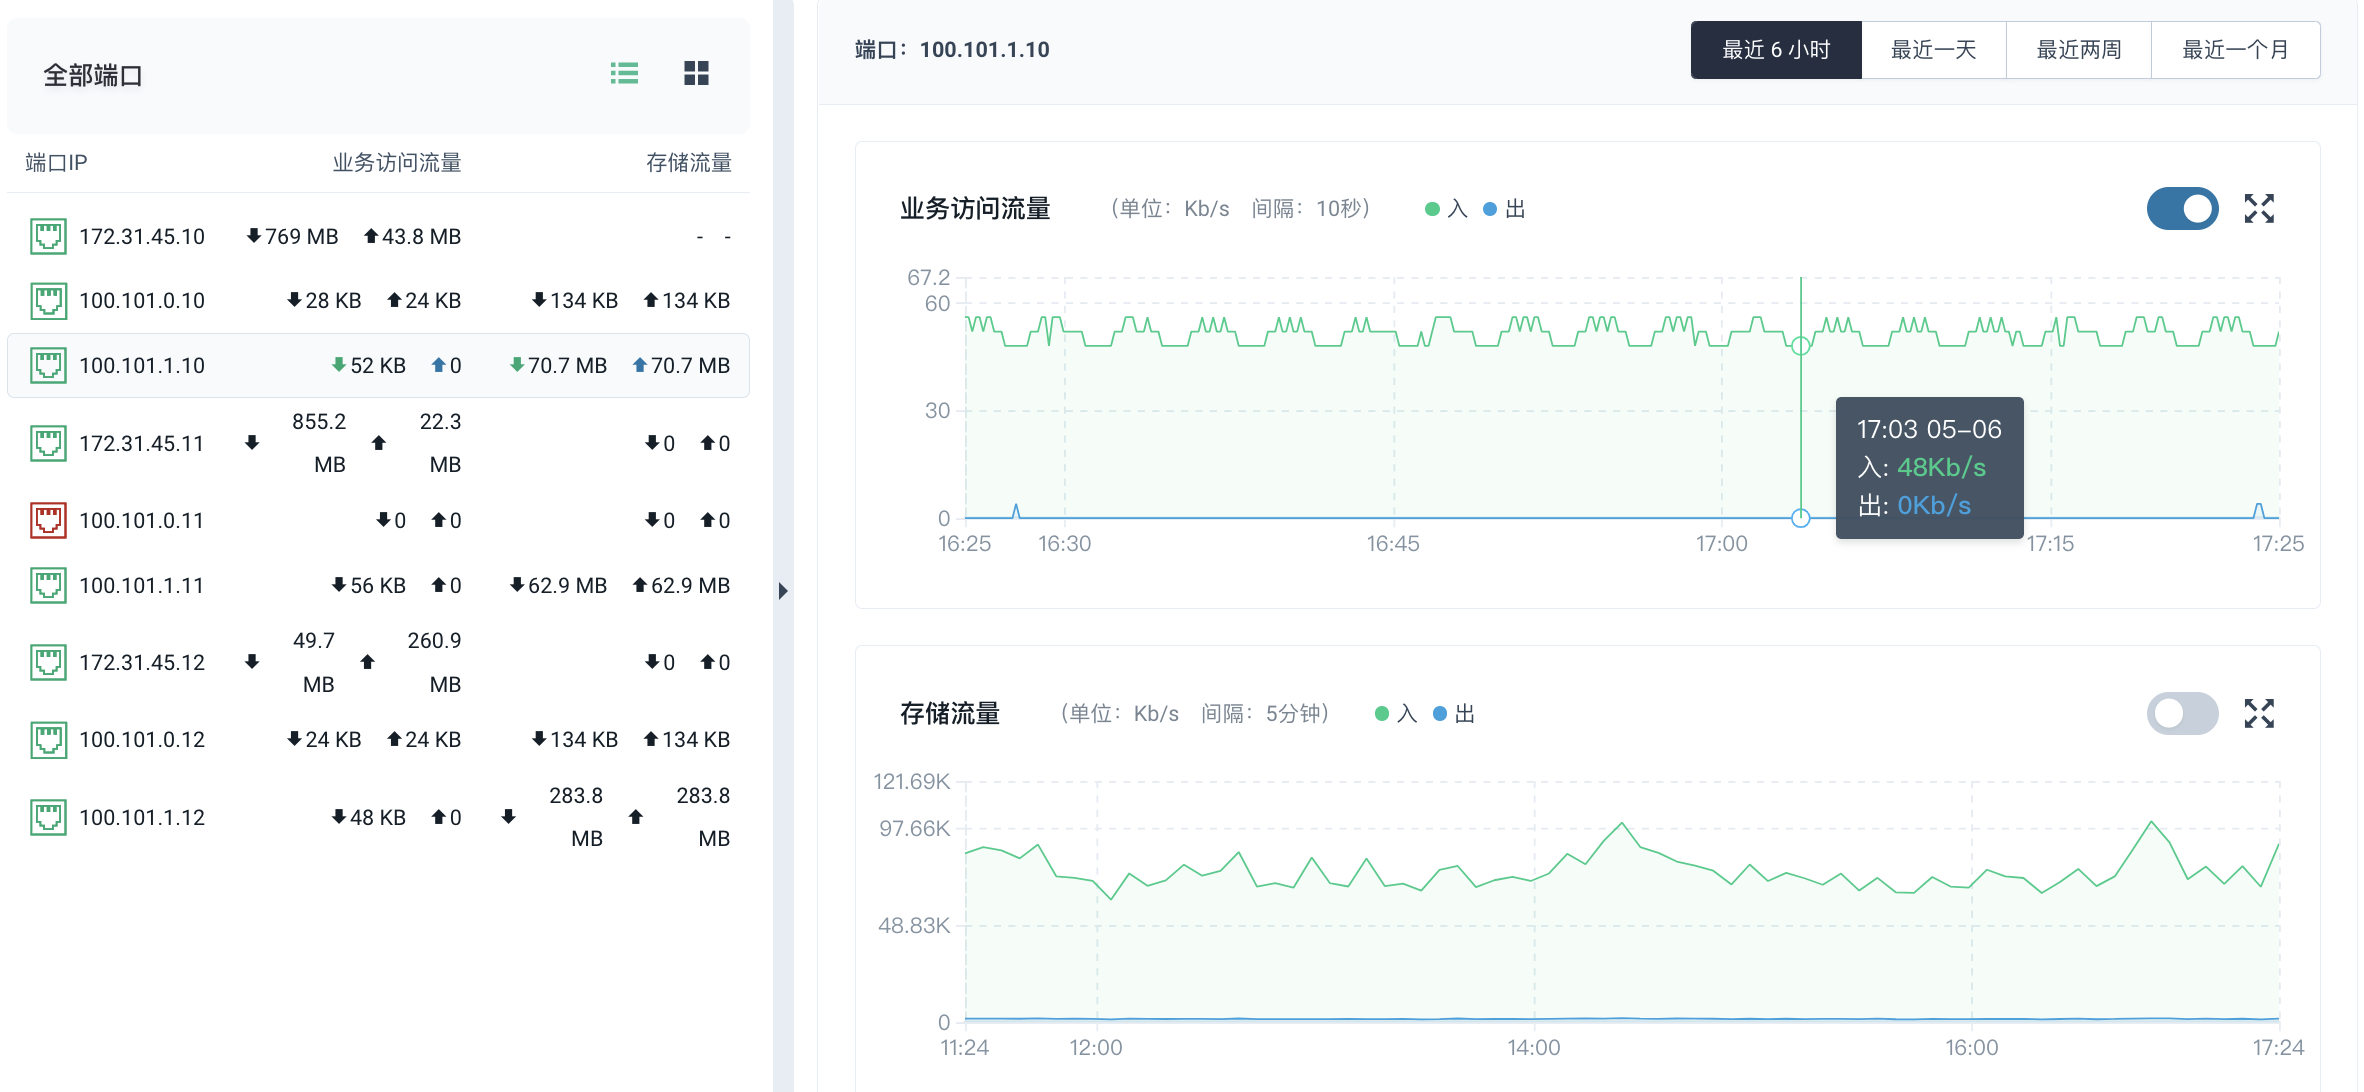 全部端口
端口IP 业务访问流量 存储流量
172.31.45.10 769 MB 43.8 MB - -
100.101.0.10 28 KB 24 KB 134 KB 134 KB
100.101.1.10 52 KB 0 70.7 MB 70.7 MB
172.31.45.11 855.2 MB 22.3 MB 0 0
100.101.0.11 0 0 0 0
100.101.1.11 56 KB 0 62.9 MB 62.9 MB
172.31.45.12 49.7 MB 260.9 MB 0 0
100.101.0.12 24 KB 24 KB 134 KB 134 KB
100.101.1.12 48 KB 0 283.8 MB 283.8 MB
端口：100.101.1.10
最近 6 小时 最近一天 最近两周 最近一个月
业务访问流量 （单位：Kb/s 间隔：10秒） 入 出
67.2
60
30
0
16:25 16:30 16:45 17:00 17:15 17:25
17:03 05-06
入: 48Kb/s
出: 0Kb/s
存储流量 （单位：Kb/s 间隔：5分钟） 入 出
121.69K
97.66K
48.83K
0
11:24 12:00 14:00 16:00 17:24